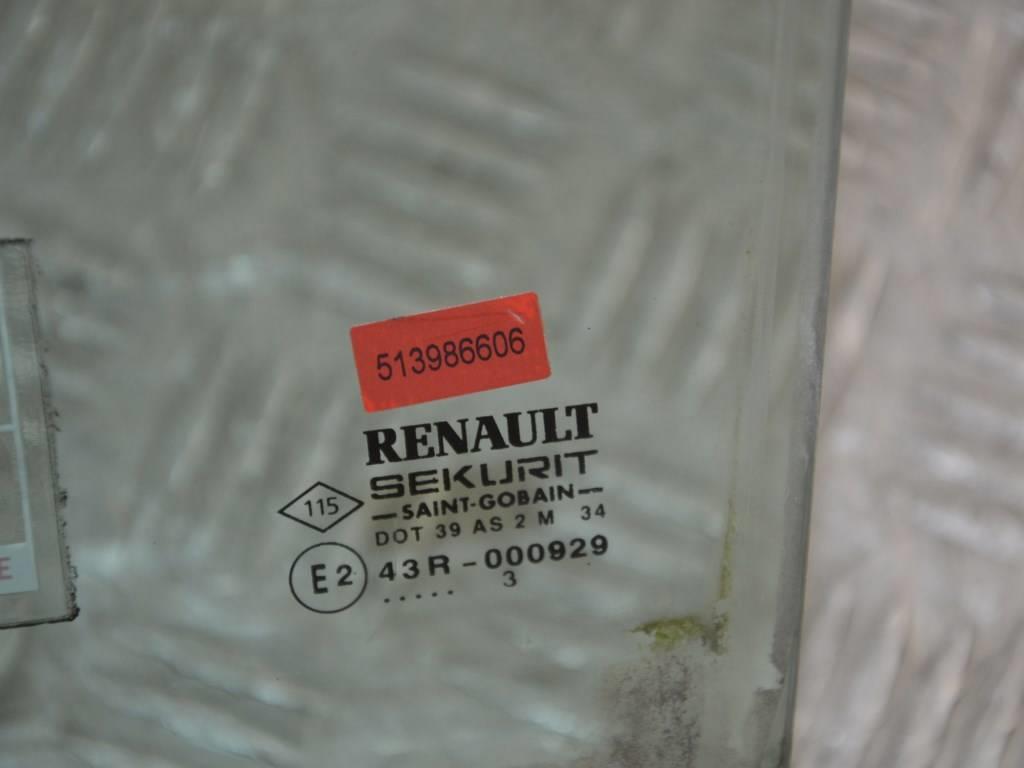 513986606
RENAULT
SEKURIT
115
—SAINT-GOBAIN—
DOT 39 AS 2 M 34
E2 43R-000929
..... 3
E